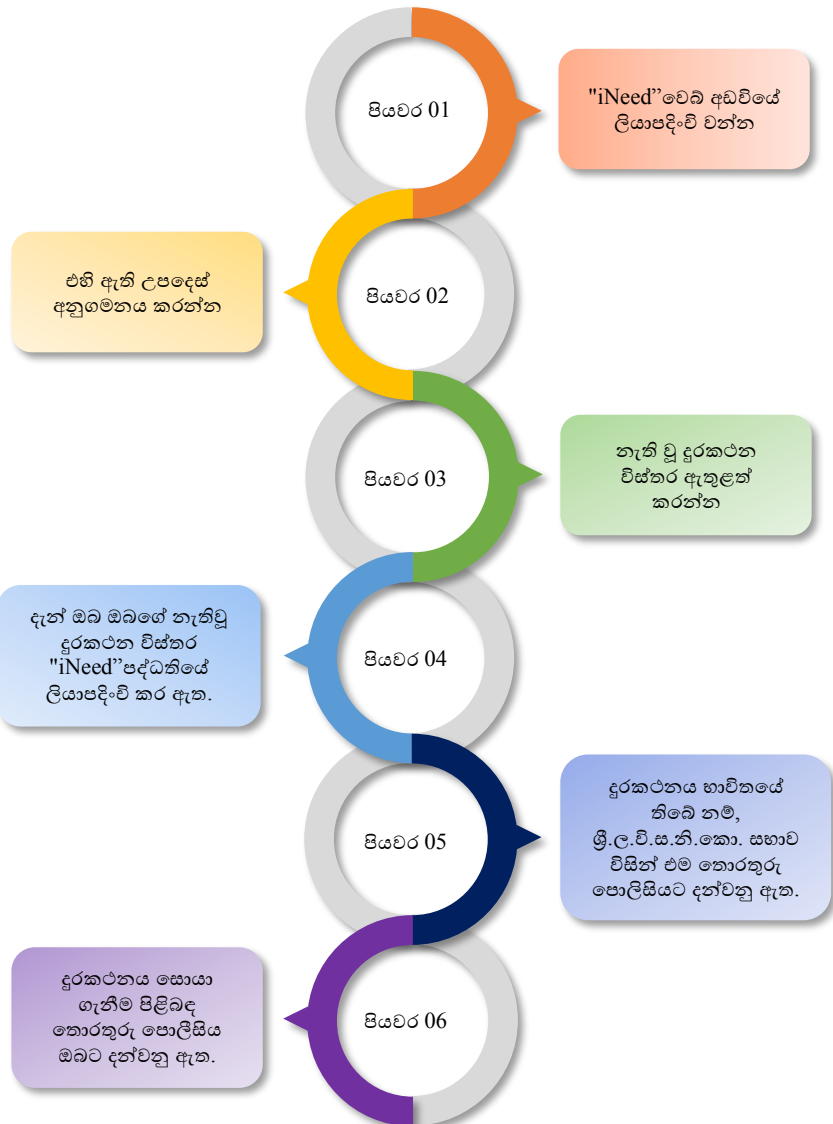 පියවර 01
"iNeed”වෙබ් අඩවියේ
ලියාපදිංචි වන්න
එහි ඇති උපදෙස්
අනුගමනය කරන්න
පියවර 02
පියවර 03
නැති වූ දුරකථන
විස්තර ඇතුළත්
කරන්න
දැන් ඔබ ඔබගේ නැතිවූ
දුරකථන විස්තර
"iNeed”පද්ධතියේ
ලියාපදිංචි කර ඇත.
පියවර 04
පියවර 05
දුරකථනය භාවිතයේ
තිබේ නම්,
ශ්‍රී.ල.වි.ස.නි.කො. සභාව
විසින් එම තොරතුරු
පොලිසියට දන්වනු ඇත.
දුරකථනය සොයා
ගැනීම පිළිබඳ
තොරතුරු පොලීසිය
ඔබට දන්වනු ඇත.
පියවර 06